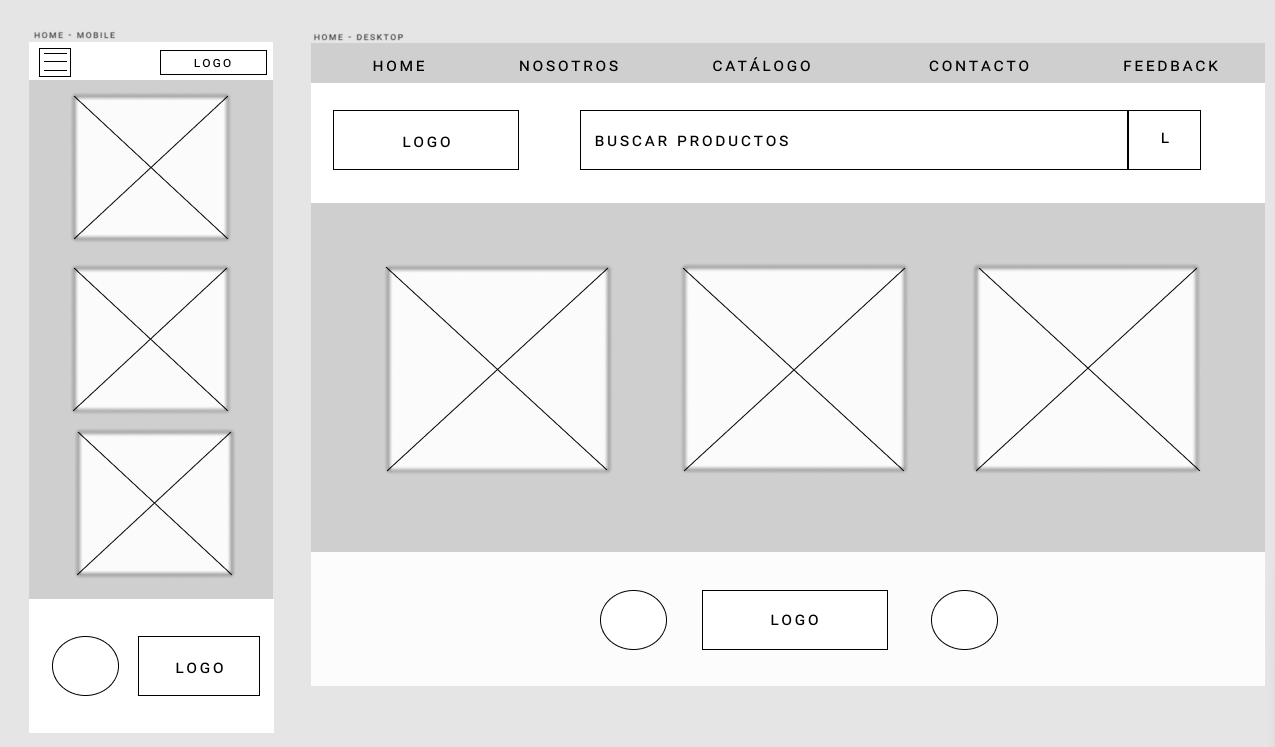 HOME - MOBILE
LOGO
LOGO
HOME - DESKTOP
HOME NOSOTROS CATÁLOGO CONTACTO FEEDBACK
LOGO BUSCAR PRODUCTOS L
LOGO